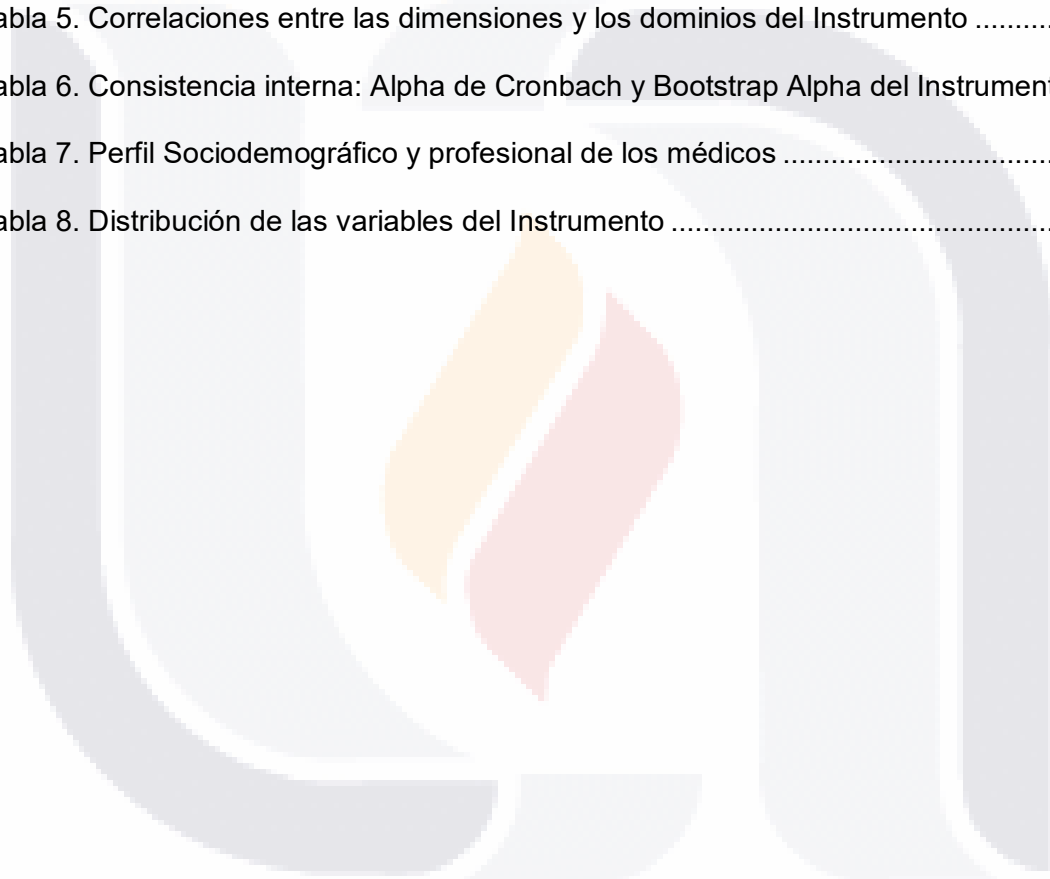 abla 5. Correlaciones entre las dimensiones y los dominios del Instrumento ..........
abla 6. Consistencia interna: Alpha de Cronbach y Bootstrap Alpha del Instrument
abla 7. Perfil Sociodemográfico y profesional de los médicos ..................................
abla 8. Distribución de las variables del Instrumento ................................................